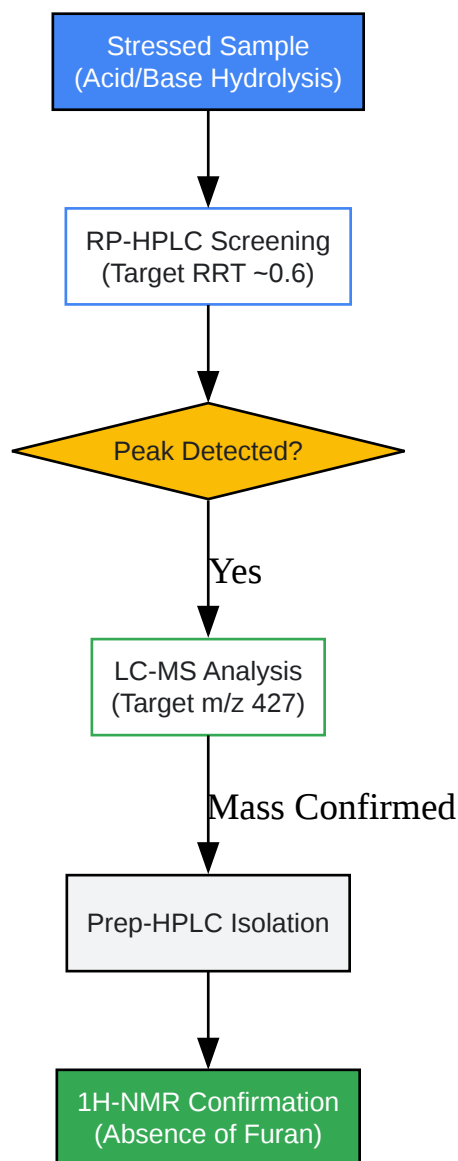 Stressed Sample
(Acid/Base Hydrolysis)
RP-HPLC Screening
(Target RRT ~0.6)
Peak Detected?
Yes
LC-MS Analysis
(Target m/z 427)
Mass Confirmed
Prep-HPLC Isolation
1H-NMR Confirmation
(Absence of Furan)